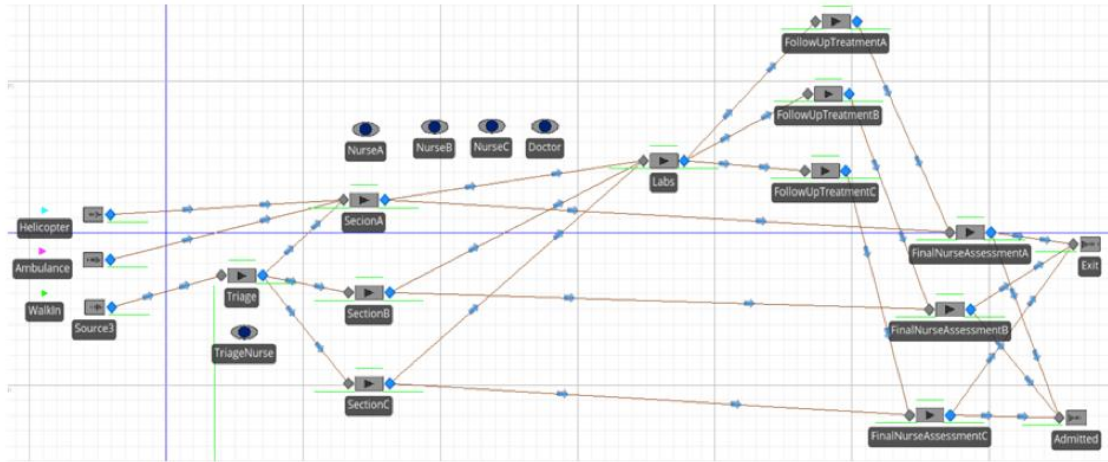 FollowUpTreatmentA
FollowUpTreatmentB
NurseA
NurseB
NurseC
Doctor
Labs
FollowUpTreatmentC
Helicopter
SecionA
FinalNurseAssessmentA
Ambulance
Exit
WalkIn
Source3
Triage
SectionB
FinalNurseAssessmentB
TriageNurse
SectionC
FinalNurseAssessmentC
Admitted